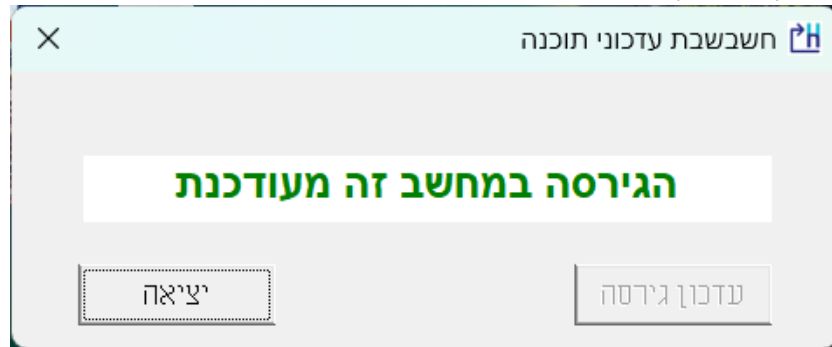 חשבשבת עדכוני תוכנה
הגירסה במחשב זה מעודכנת
עדכון גירסה
יציאה